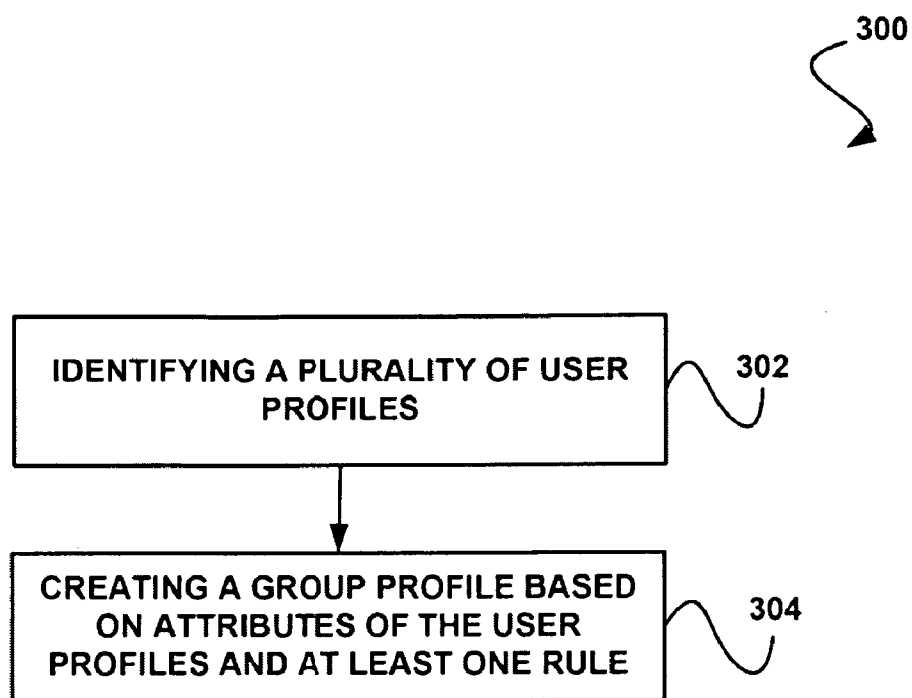 300
IDENTIFYING A PLURALITY OF USER
PROFILES
302
CREATING A GROUP PROFILE BASED
ON ATTRIBUTES OF THE USER
PROFILES AND AT LEAST ONE RULE
304